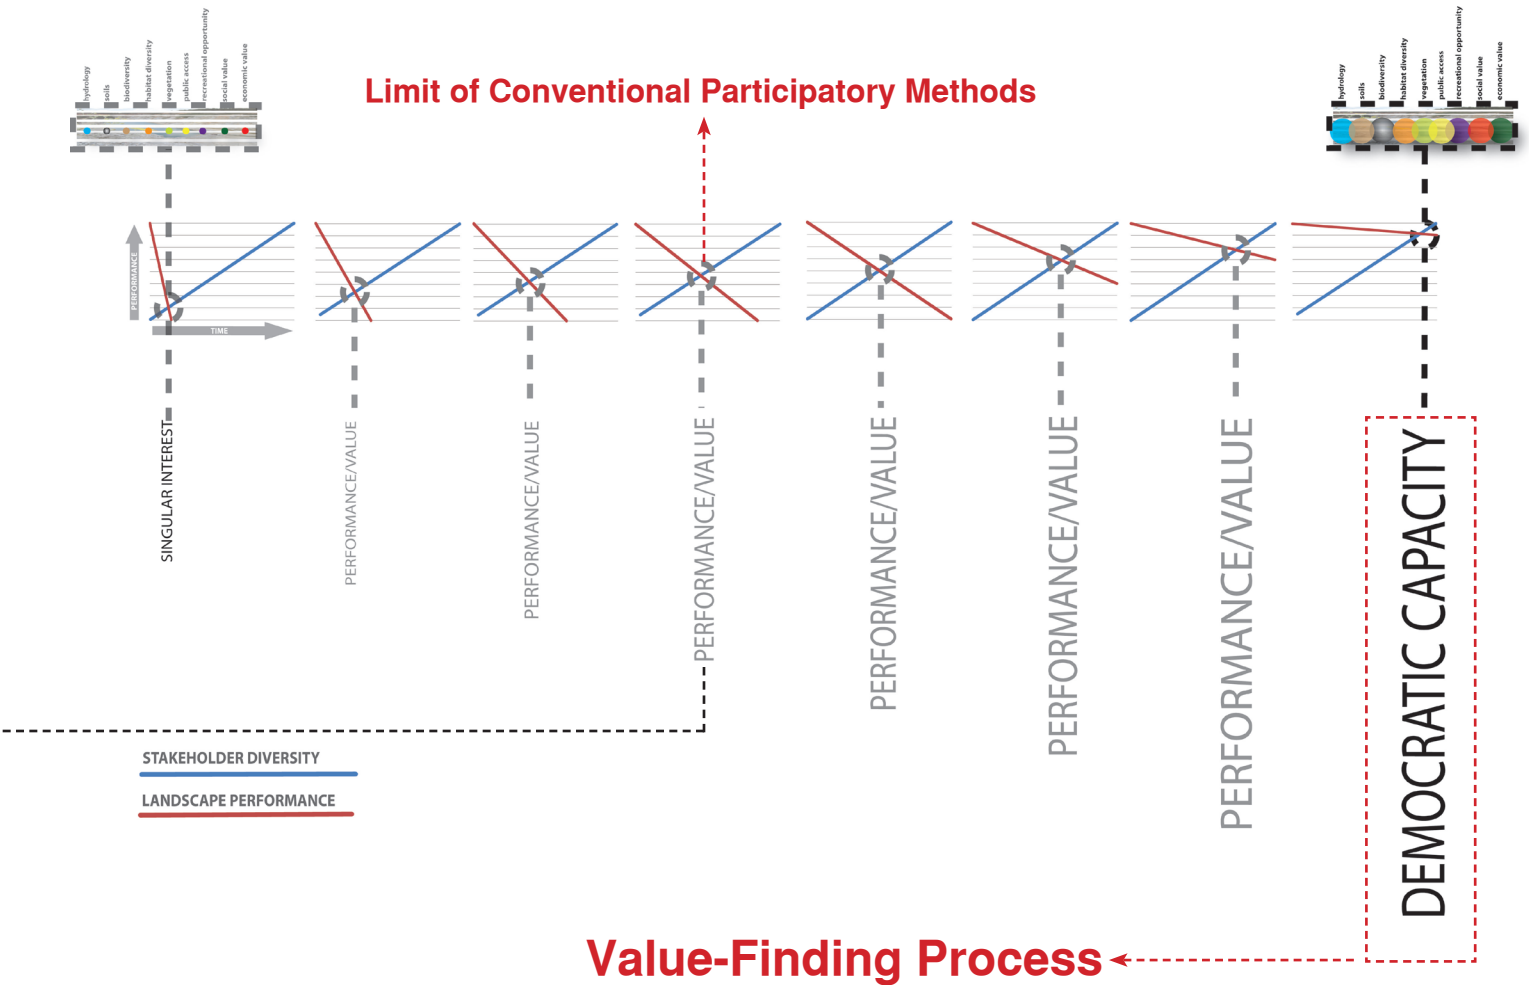 hydrology
soils
biodiversity
habitat diversity
vegetation
public access
recreational opportunity
social value
economic value
Limit of Conventional Participatory Methods
hydrology
soils
biodiversity
habitat diversity
vegetation
public access
recreational opportunity
social value
economic value
PERFORMANCE
TIME
SINGULAR INTEREST
PERFORMANCE/VALUE
PERFORMANCE/VALUE
PERFORMANCE/VALUE
PERFORMANCE/VALUE
PERFORMANCE/VALUE
PERFORMANCE/VALUE
DEMOCRATIC CAPACITY
STAKEHOLDER DIVERSITY
LANDSCAPE PERFORMANCE
Value-Finding Process